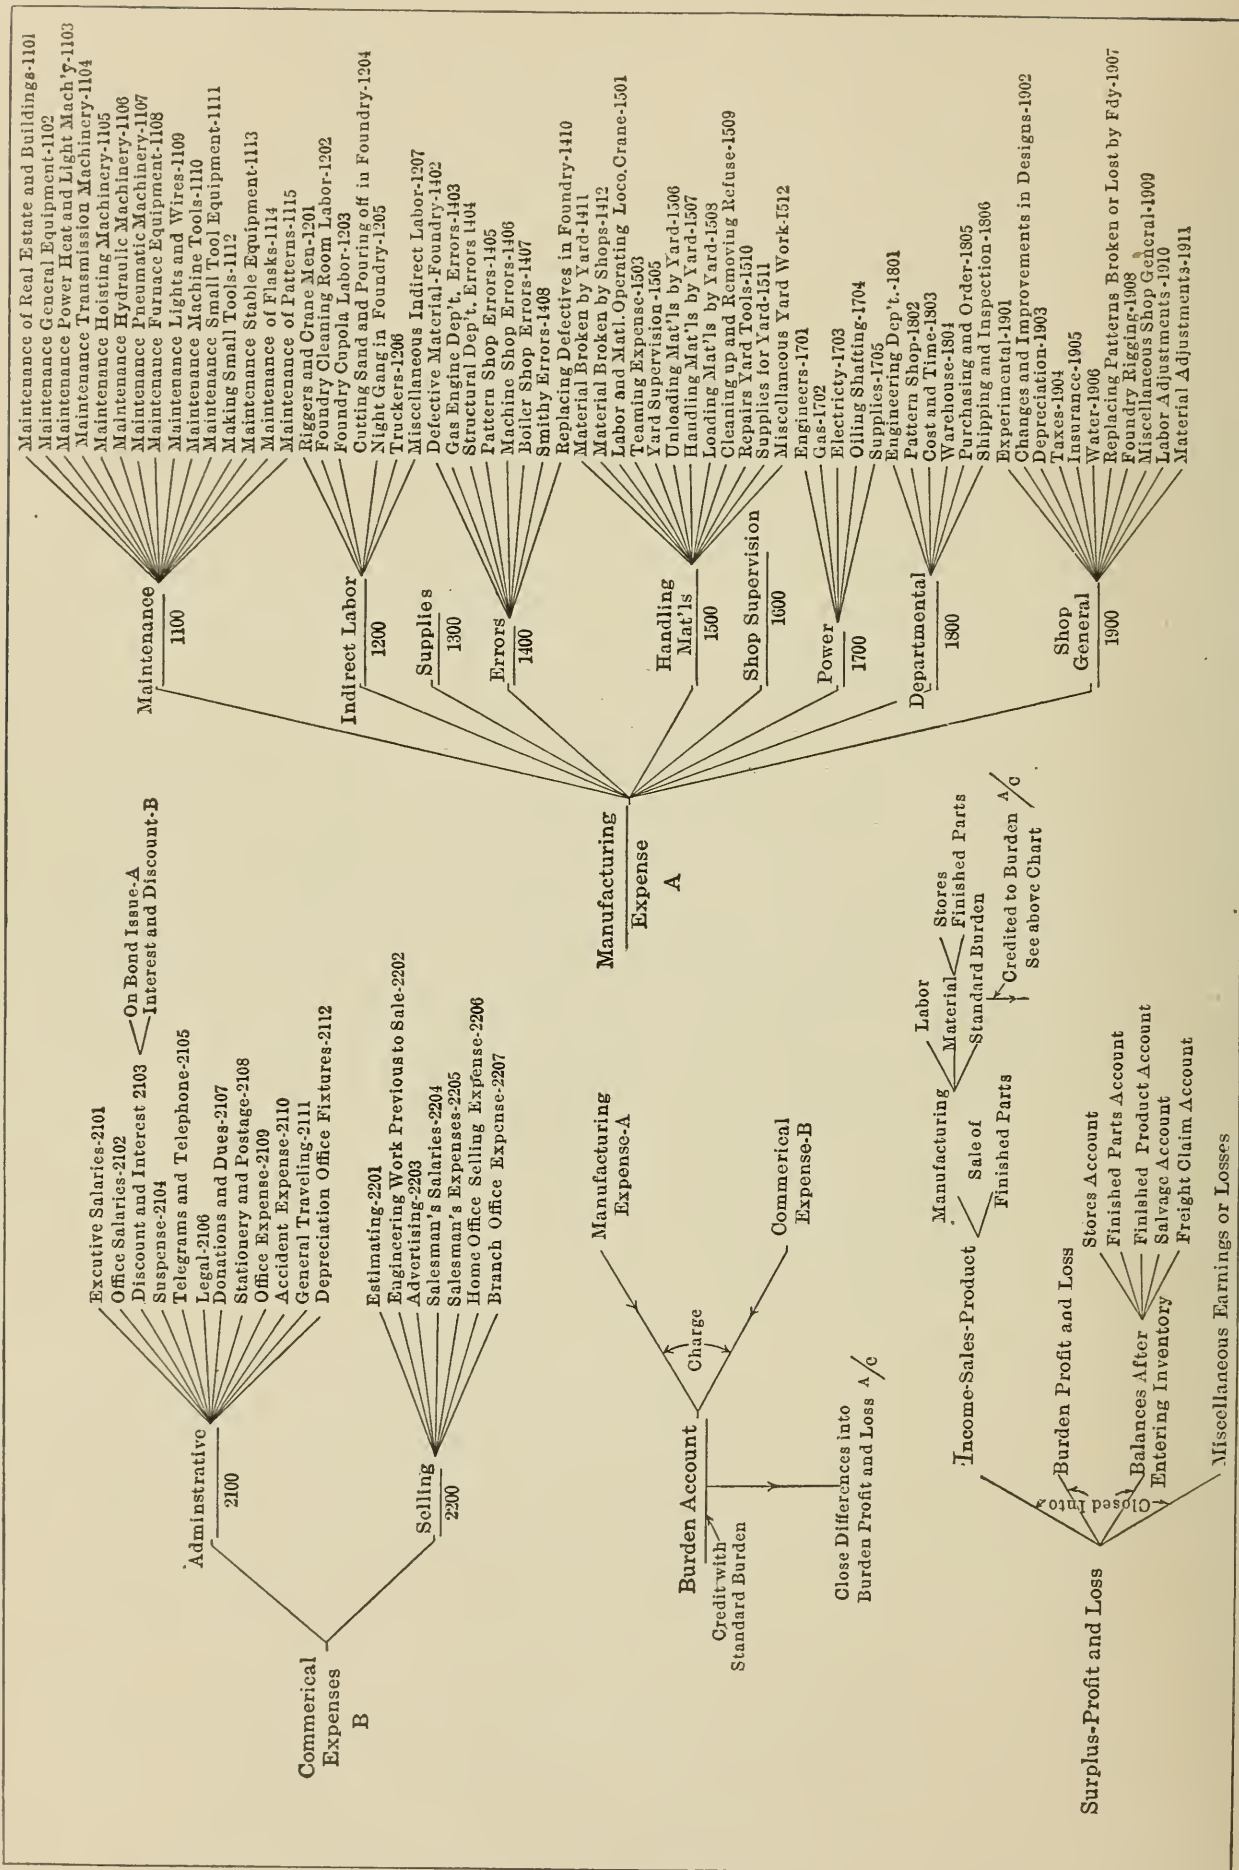 Commerical
Expenses
B
Adminstrative
2100
Excutive Salaries-2101
Office Salaries-2102
Discount and Interest 2103
On Bond Issue-A
Interest and Discount-B
Suspense-2104
Telegrams and Telephone-2105
Legal-2106
Donations and Dues-2107
Stationery and Postage-2108
Office Expense-2109
Accident Expense-2110
General Traveling-2111
Depreciation Office Fixtures-2112
Selling
2200
Estimating-2201
Engineering Work Previous to Sale-2202
Advertising-2203
Salesman's Salaries-2204
Salesman's Expenses-2205
Home Office Selling Expense-2206
Branch Office Expense-2207
Manufacturing
Expense
A
Maintenance
1100
Maintenance of Real Estate and Buildings-1101
Maintenance General Equipment-1102
Maintenance Power Heat and Light Mach'y-1103
Maintenance Transmission Machinery-1104
Maintenance Hoisting Machinery-1105
Maintenance Hydraulic Machinery-1106
Maintenance Pneumatic Machinery-1107
Maintenance Furnace Equipment-1108
Maintenance Lights and Wires-1109
Maintenance Machine Tools-1110
Maintenance Small Tool Equipment-1111
Making Small Tools-1112
Maintenance Stable Equipment-1113
Maintenance of Flasks-1114
Maintenance of Patterns-1115
Indirect Labor
1200
Riggers and Crane Men-1201
Foundry Cleaning Room Labor-1202
Foundry Cupola Labor-1203
Cutting Sand and Pouring off in Foundry-1204
Night Gang in Foundry-1205
Truckers-1206
Miscellaneous Indirect Labor-1207
Supplies
1300
Errors
1400
Defective Material-Foundry-1402
Gas Engine Dep't, Errors-1403
Structural Dep't, Errors 1404
Pattern Shop Errors-1405
Machine Shop Errors-1406
Boiler Shop Errors-1407
Smithy Errors-1408
Replacing Defectives in Foundry-1410
Material Broken by Yard-1411
Material Broken by Shops-1412
Handling
Mat'ls
1500
Labor and Matl. Operating Loco. Crane-1501
Teaming Expense-1503
Yard Supervision-1505
Unloading Mat'ls by Yard-1506
Handling Mat'ls by Yard-1507
Loading Mat'ls by Yard-1508
Cleaning up and Removing Refuse-1509
Repairs Yard Tools-1510
Supplies for Yard-1511
Miscellaneous Yard Work-1512
Shop Supervision
1600
Power
1700
Engineers-1701
Gas-1702
Electricity-1703
Oiling Shafting-1704
Supplies-1705
Departmental
1800
Engineering Dep't.-1801
Pattern Shop-1802
Cost and Time-1803
Warehouse-1804
Purchasing and Order-1805
Shipping and Inspection-1806
Shop
General
1900
Experimental-1901
Changes and Improvements in Designs-1902
Depreciation-1903
Taxes-1904
Insurance-1905
Water-1906
Replacing Patterns Broken or Lost by Fdy-1907
Foundry Rigging-1908
Miscellaneous Shop General-1909
Labor Adjustments-1910
Material Adjustments-1911
Burden Account
Credit with
Standard Burden
Charge
Manufacturing
Expense-A
Commerical
Expense-B
Close Differences into
Burden Profit and Loss A/C
Surplus-Profit and Loss
Closed Into
Income-Sales-Product
Manufacturing
Labor
Material
Stores
Finished Parts
Standard Burden
Credited to Burden A/C
See above Chart
Sale of
Finished Parts
Burden Profit and Loss
Balances After
Entering Inventory
Stores Account
Finished Parts Account
Finished Product Account
Salvage Account
Freight Claim Account
Miscellaneous Earnings or Losses